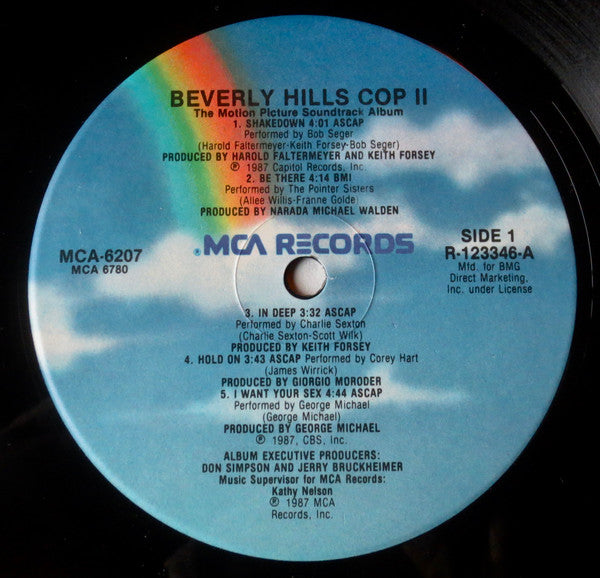 BEVERLY HILLS COP II
The Motion Picture Soundtrack Album
1. SHAKEDOWN 4:01 ASCAP
Performed by Bob Seger
(Harold Faltermeyer-Keith Forsey-Bob Seger)
PRODUCED BY HAROLD FALTERMEYER AND KEITH FORSEY
℗ 1987 Capitol Records, Inc.
2. BE THERE 4:14 BMI
Performed by The Pointer Sisters
(Allee Willis-Franne Golde)
PRODUCED BY NARADA MICHAEL WALDEN
MCA-6207
MCA 6780
MCA RECORDS
SIDE 1
R-123346-A
Mfd. for BMG
Direct Marketing,
Inc. under License
3. IN DEEP 3:32 ASCAP
Performed by Charlie Sexton
(Charlie Sexton-Scott Wilk)
PRODUCED BY KEITH FORSEY
4. HOLD ON 3:43 ASCAP Performed by Corey Hart
(James Wirrick)
PRODUCED BY GIORGIO MORODER
5. I WANT YOUR SEX 4:44 ASCAP
Performed by George Michael
(George Michael)
PRODUCED BY GEORGE MICHAEL
℗ 1987, CBS, Inc.
ALBUM EXECUTIVE PRODUCERS:
DON SIMPSON AND JERRY BRUCKHEIMER
Music Supervisor for MCA Records:
Kathy Nelson
℗ 1987 MCA
Records, Inc.